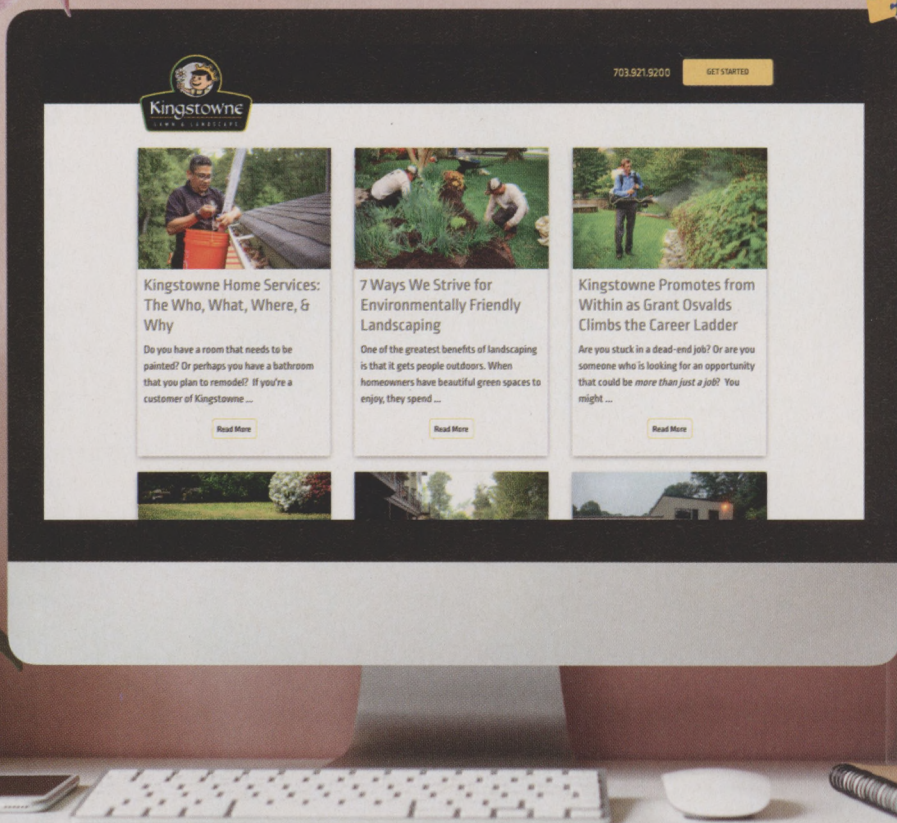 703.921.9200
GET STARTED
Kingstowne
LAWN & LANDSCAPE
Kingstowne Home Services:
The Who, What, Where, &
Why
Do you have a room that needs to be
painted? Or perhaps you have a bathroom
that you plan to remodel? If you're a
customer of Kingstowne ...
Read More
7 Ways We Strive for
Environmentally Friendly
Landscaping
One of the greatest benefits of landscaping
is that it gets people outdoors. When
homeowners have beautiful green spaces to
enjoy, they spend ...
Read More
Kingstowne Promotes from
Within as Grant Osvalds
Climbs the Career Ladder
Are you stuck in a dead-end job? Or are you
someone who is looking for an opportunity
that could be more than just a job? You
might ...
Read More